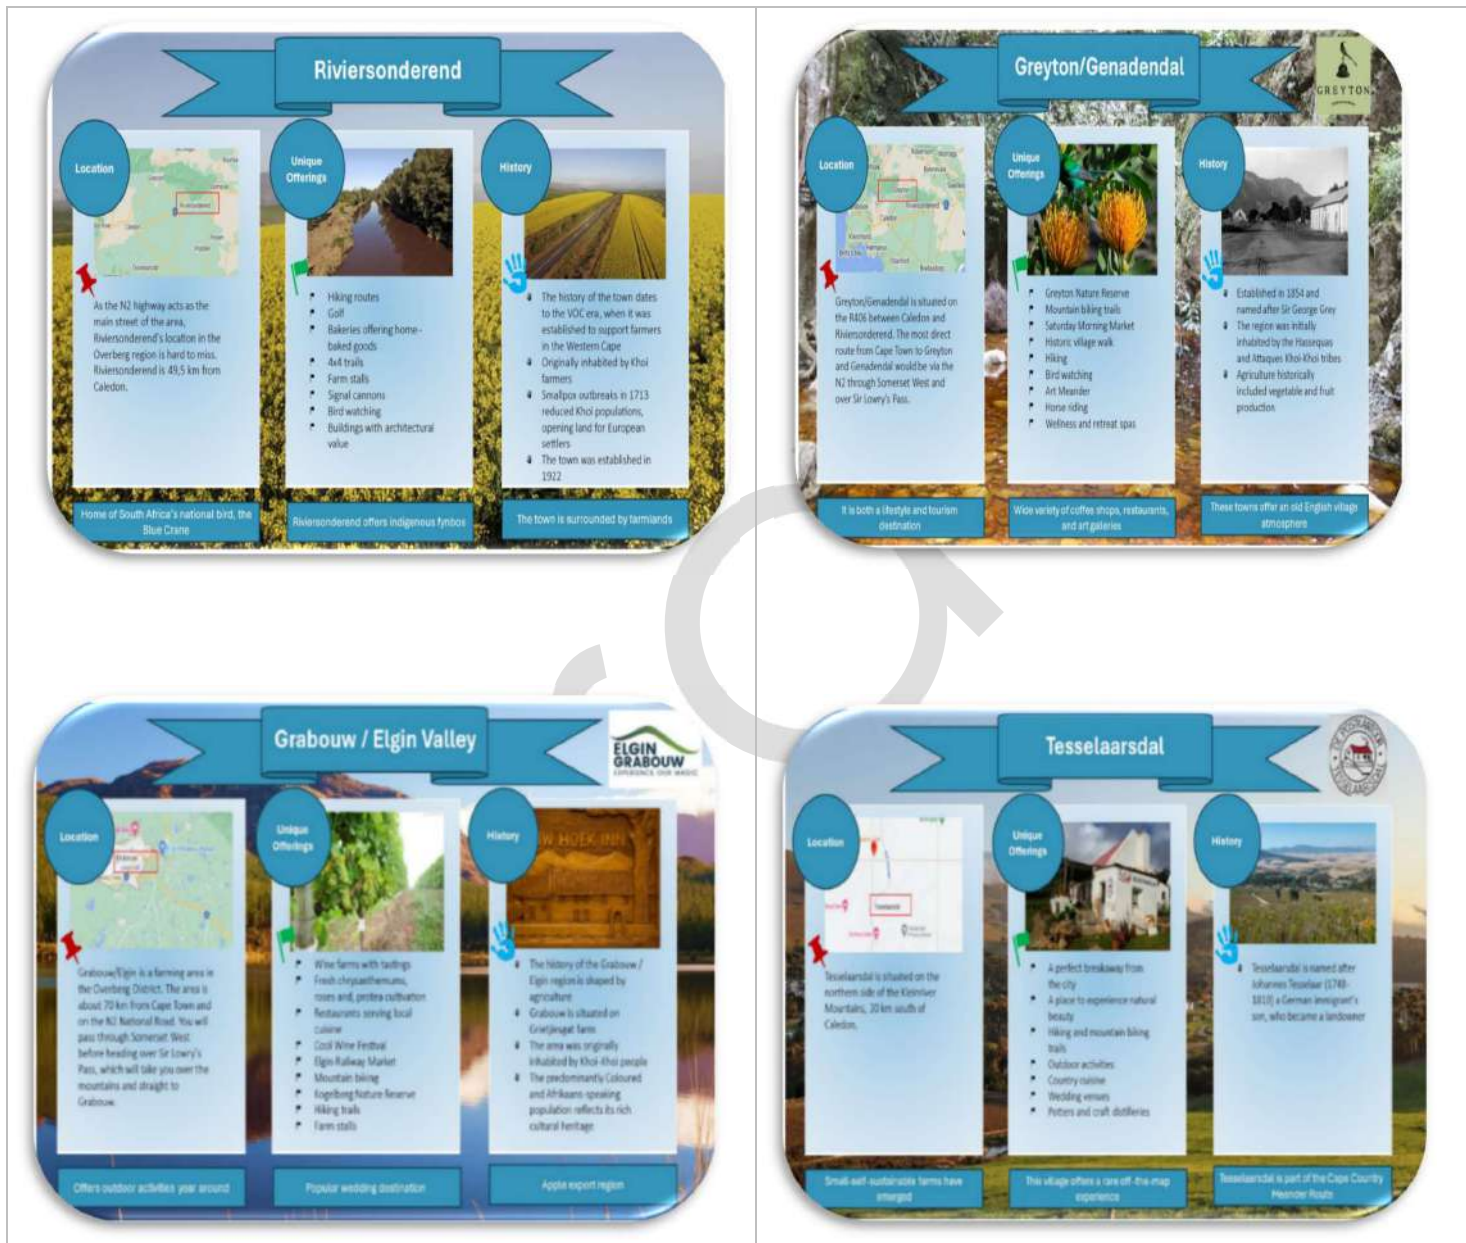 Riviersonderend
Location
As the N2 highway acts as the
main street of the area,
Riviersonderend's location in the
Overberg region is hard to miss.
Riviersonderend is 49,5 km from
Caledon.
Home of South Africa's national bird, the
Blue Crane
Unique
Offerings
Hiking routes
Golf
Bakeries offering home-
baked goods
4x4 trails
Farm stalls
Signal cannons
Bird watching
Buildings with architectural
value
Riviersonderend offers indigenous fynbos
History
The history of the town dates
to the VOC era, when it was
established to support farmers
in the Western Cape
Originally inhabited by Khoi
farmers
Smallpox outbreaks in 1713
reduced Khoi populations,
opening land for European
settlers
The town was established in
1922
The town is surrounded by farmlands
Greyton/Genadendal
GREYTON
Location
Greyton/Genadendal is situated on
the R406 between Caledon and
Riviersonderend. The most direct
route from Cape Town to Greyton
and Genadendal would be via the
N2 through Somerset West and
over Sir Lowry's Pass.
It is both a lifestyle and tourism
destination
Unique
Offerings
Greyton Nature Reserve
Mountain biking trails
Saturday Morning Market
Historic village walk
Hiking
Bird watching
Art Meander
Horse riding
Wellness and retreat spas
Wide variety of coffee shops, restaurants,
and art galleries
History
Established in 1854 and
named after Sir George Grey
The region was initially
inhabited by the Hassequas
and Attaques Khoi-Khoi tribes
Agriculture historically
included vegetable and fruit
production
These towns offer an old English village
atmosphere
Grabouw / Elgin Valley
ELGIN
GRABOUW
EXPERIENCE OUR MAGIC
Location
Grabouw/Elgin is a farming area in
the Overberg District. The area is
about 70 km from Cape Town and
on the N2 National Road. You will
pass through Somerset West
before heading over Sir Lowry's
Pass, which will take you over the
mountains and straight to
Grabouw.
Offers outdoor activities year around
Unique
Offerings
Wine farms with tastings
Fresh chrysanthemums,
roses and, protea cultivation
Restaurants serving local
cuisine
Cool Wine Festival
Elgin Railway Market
Mountain biking
Kogelberg Nature Reserve
Hiking trails
Farm stalls
Popular wedding destination
History
W HOEK INN
The history of the Grabouw /
Elgin region is shaped by
agriculture
Grabouw is situated on
Grietjiesgat farm
The area was originally
inhabited by Khoi-Khoi people
The predominantly Coloured
and Afrikaans-speaking
population reflects its rich
cultural heritage.
Apple export region
Tesselaarsdal
Location
Tesselaarsdal
Tesselaarsdal is situated on the
northern side of the Kleinriver
Mountains, 20 km south of
Caledon.
Small-self-sustainable farms have
emerged
Unique
Offerings
A perfect breakaway from
the city
A place to experience natural
beauty
Hiking and mountain biking
trails
Outdoor activities
Country cuisine
Wedding venues
Potters and craft distilleries
This village offers a rare off-the-map
experience
History
Tesselaarsdal is named after
Johannes Tesselaar (1748-
1810) a German immigrant's
son, who became a landowner
Tesselaarsdal is part of the Cape Country
Meander Route